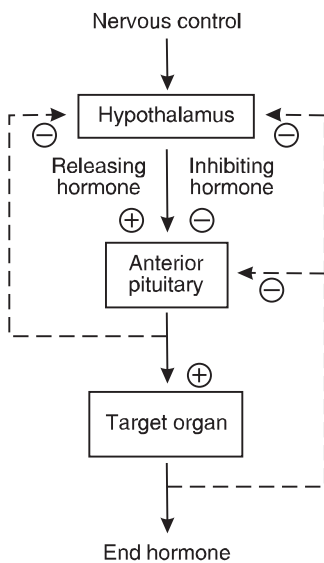 Nervous control
Hypothalamus
Releasing hormone
Inhibiting hormone
Anterior pituitary
Target organ
End hormone